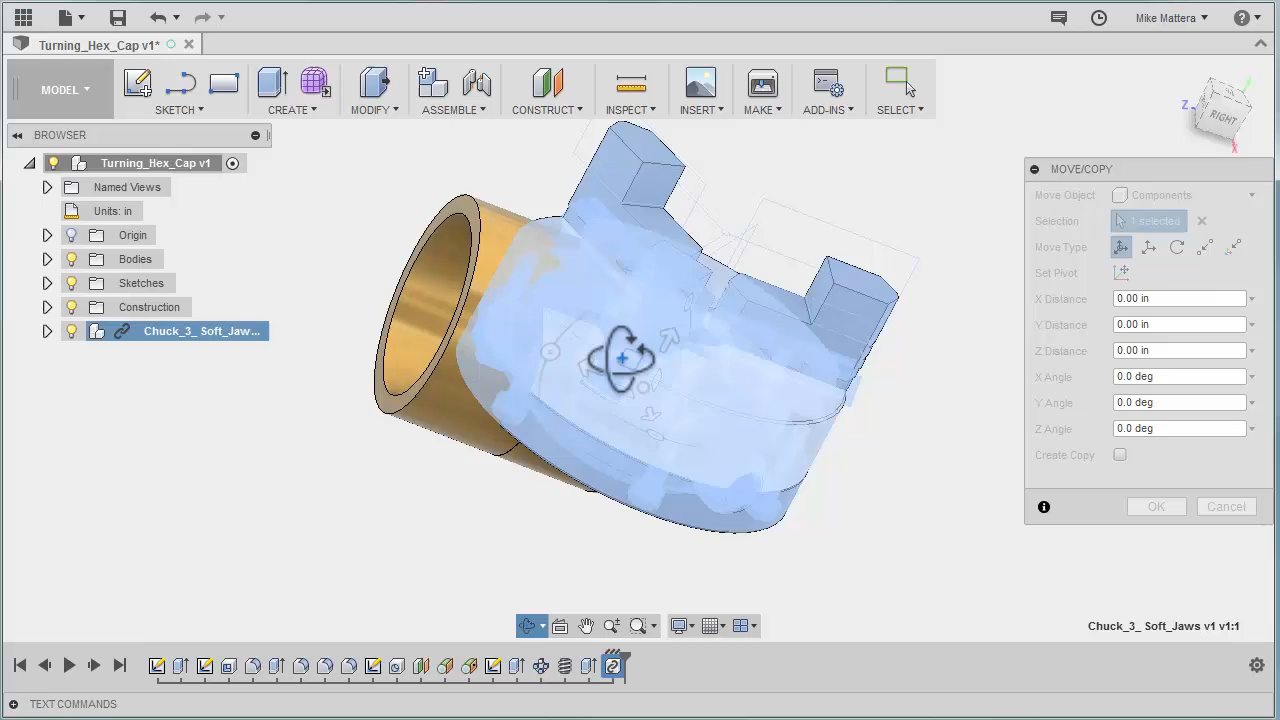 Mike Mattera
Turning_Hex_Cap v1*
MODEL
SKETCH
CREATE
MODIFY
ASSEMBLE
CONSTRUCT
INSPECT
INSERT
MAKE
ADD-INS
SELECT
Z
RIGHT
X
BROWSER
Turning_Hex_Cap v1
Named Views
Units: in
Origin
Bodies
Sketches
Construction
Chuck_3_ Soft_Jaw...
MOVE/COPY
Move Object Components
Selection 1 selected
Move Type
Set Pivot
X Distance 0.00 in
Y Distance 0.00 in
Z Distance 0.00 in
X Angle 0.0 deg
Y Angle 0.0 deg
Z Angle 0.0 deg
Create Copy
OK Cancel
Chuck_3_ Soft_Jaws v1 v1:1
TEXT COMMANDS